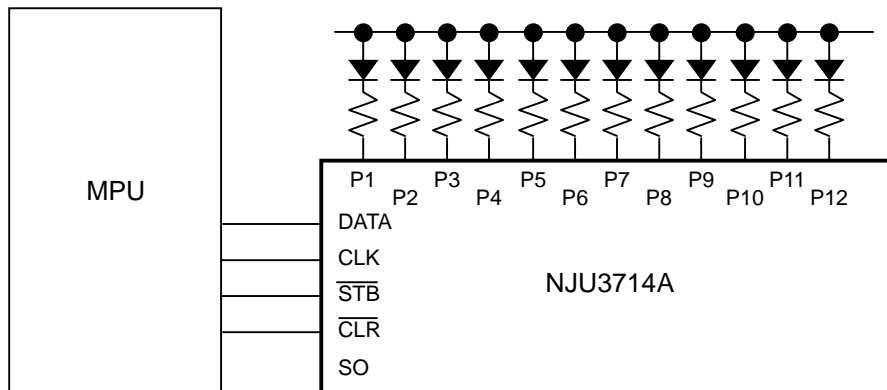 P1 P2 P3 P4 P5 P6 P7 P8 P9 P10 P11 P12
MPU
DATA
CLK
STB
CLR
SO
NJU3714A